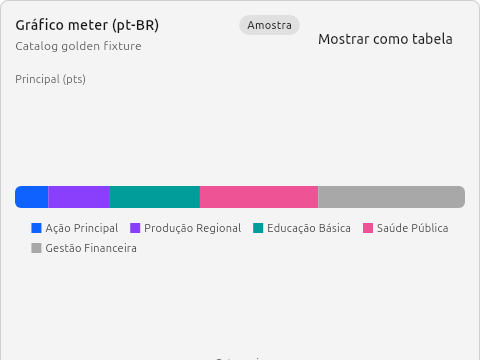 Gráfico meter (pt-BR)
Amostra
Mostrar como tabela
Catalog golden fixture
Principal (pts)
Ação Principal
Produção Regional
Educação Básica
Saúde Pública
Gestão Financeira